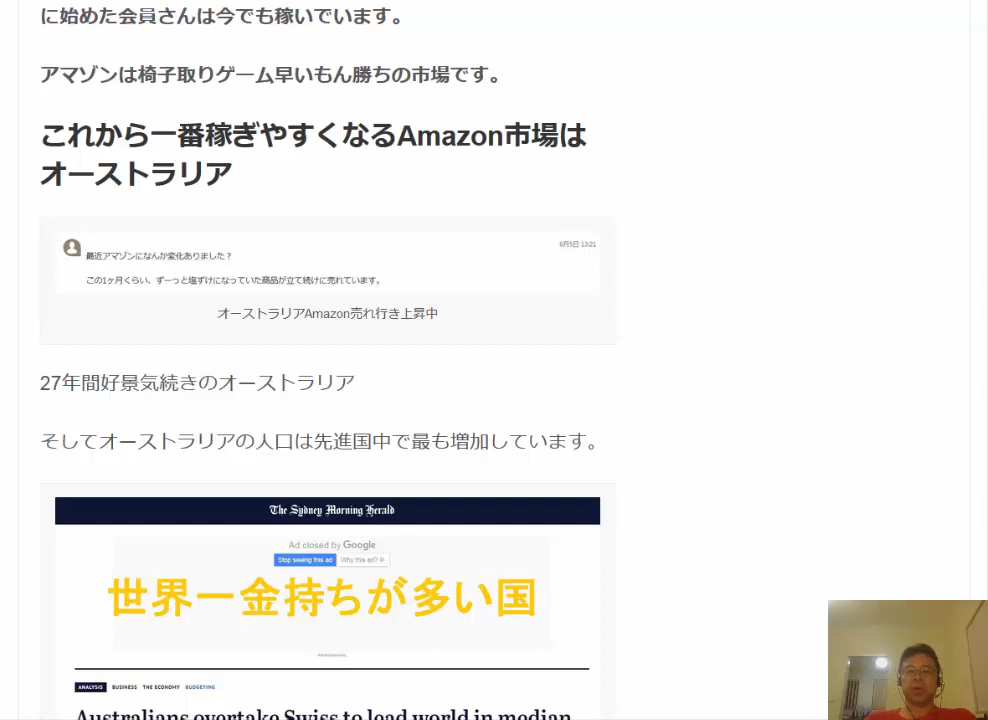 に始めた会員さんは今でも稼いでいます。
アマゾンは椅子取りゲーム早いもん勝ちの市場です。
これから一番稼ぎやすくなるAmazon市場は
オーストラリア
6月5日 13:21
最近アマゾンになんか変化ありました？
この1ヶ月くらい、ずーっと塩ずけになっていた商品が立て続けに売れています。
オーストラリアAmazon売れ行き上昇中
27年間好景気続きのオーストラリア
そしてオーストラリアの人口は先進国中で最も増加しています。
The Sydney Morning Herald
Ad closed by Google
Stop seeing this ad Why this ad?
世界一金持ちが多い国
Advertisement
ANALYSIS BUSINESS THE ECONOMY BUDGETING
Australians overtake Swiss to lead world in median